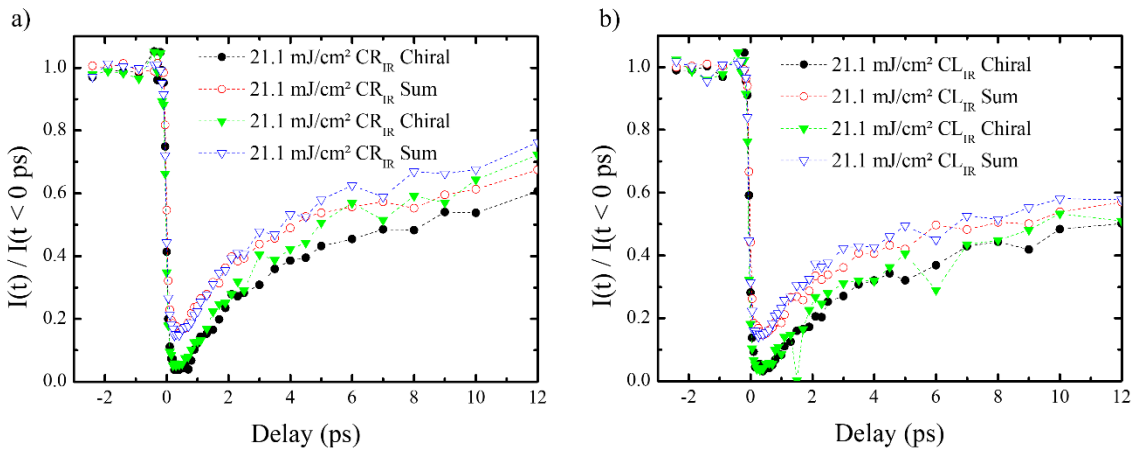 a)
21.1 mJ/cm² CR_IR Chiral
21.1 mJ/cm² CR_IR Sum
21.1 mJ/cm² CR_IR Chiral
21.1 mJ/cm² CR_IR Sum
I(t) / I(t < 0 ps)
1.0
0.8
0.6
0.4
0.2
0.0
-2 0 2 4 6 8 10 12
Delay (ps)
b)
21.1 mJ/cm² CL_IR Chiral
21.1 mJ/cm² CL_IR Sum
21.1 mJ/cm² CL_IR Chiral
21.1 mJ/cm² CL_IR Sum
I(t) / I(t < 0 ps)
1.0
0.8
0.6
0.4
0.2
0.0
-2 0 2 4 6 8 10 12
Delay (ps)